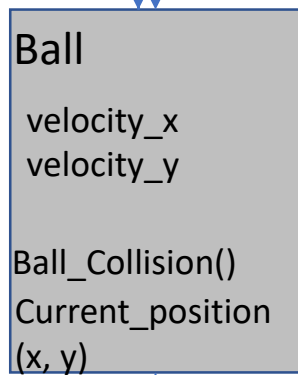 Ball
velocity_x
velocity_y
Ball_Collision()
Current_position
(x, y)